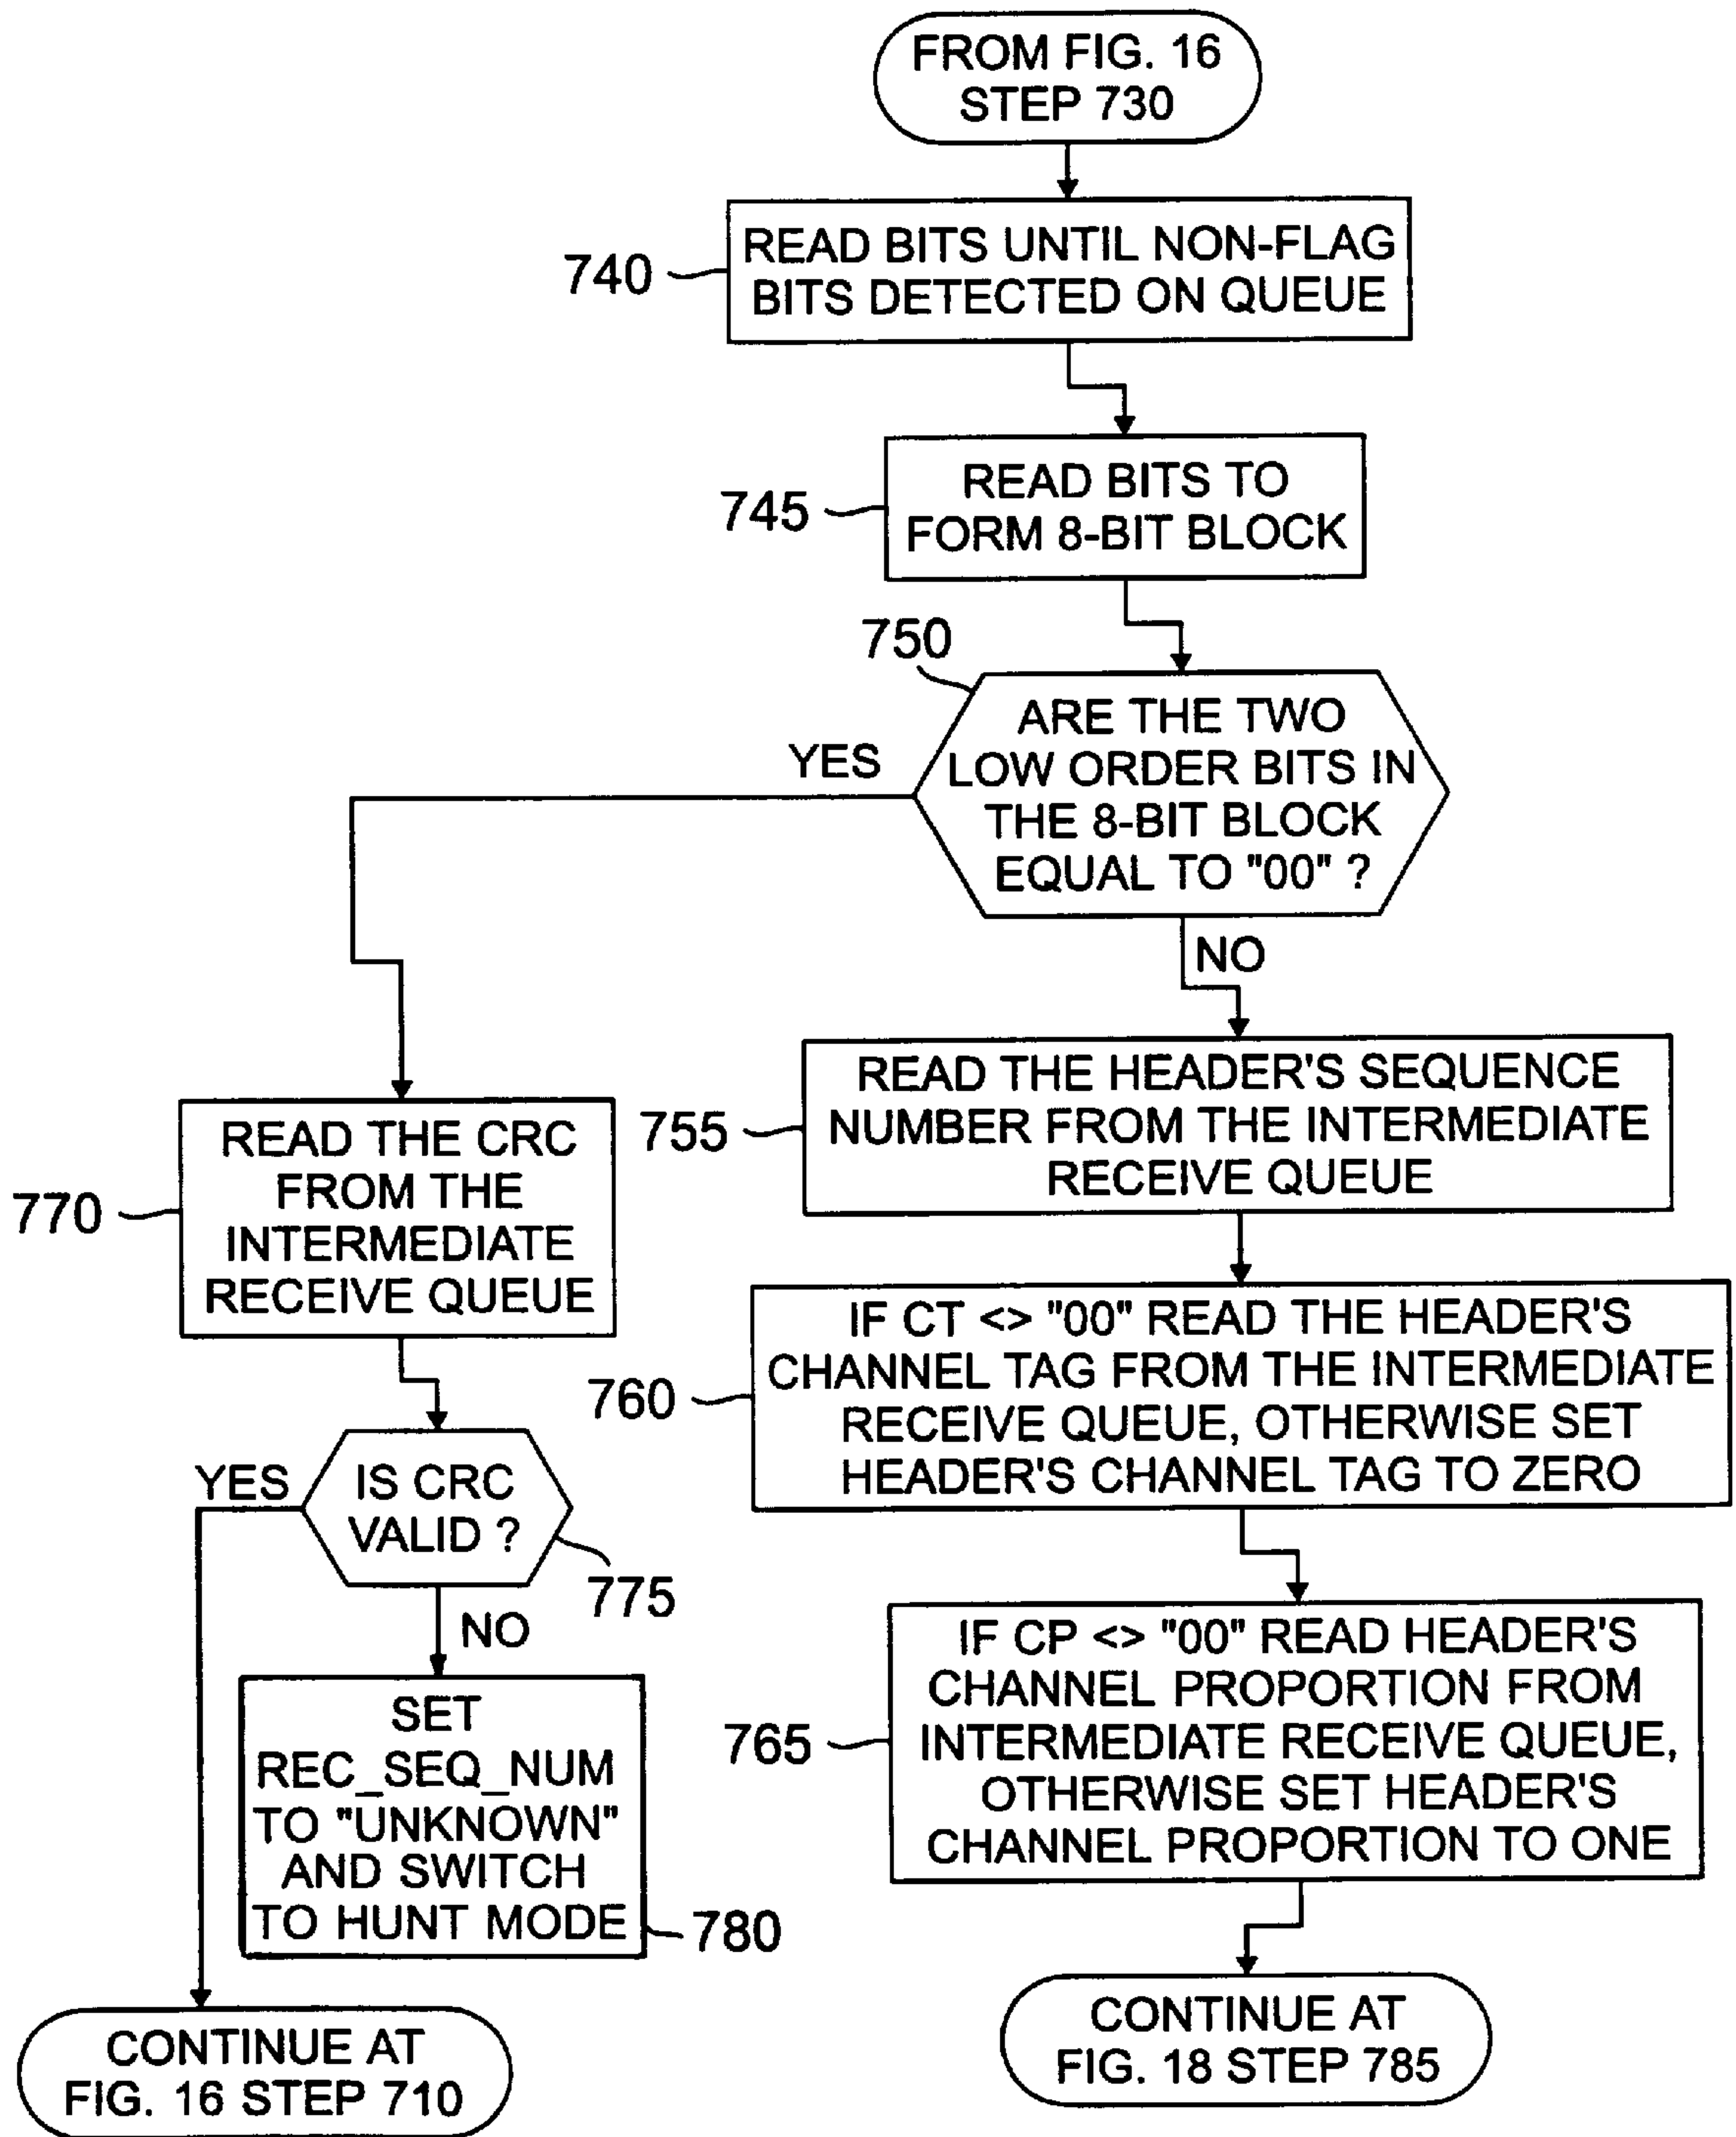 FROM FIG. 16
STEP 730
740
READ BITS UNTIL NON-FLAG
BITS DETECTED ON QUEUE
745
READ BITS TO
FORM 8-BIT BLOCK
750
ARE THE TWO
LOW ORDER BITS IN
THE 8-BIT BLOCK
EQUAL TO "00" ?
YES
NO
755
READ THE HEADER'S SEQUENCE
NUMBER FROM THE INTERMEDIATE
RECEIVE QUEUE
770
READ THE CRC
FROM THE
INTERMEDIATE
RECEIVE QUEUE
760
IF CT <> "00" READ THE HEADER'S
CHANNEL TAG FROM THE INTERMEDIATE
RECEIVE QUEUE, OTHERWISE SET
HEADER'S CHANNEL TAG TO ZERO
YES
IS CRC
VALID ?
775
NO
765
IF CP <> "00" READ HEADER'S
CHANNEL PROPORTION FROM
INTERMEDIATE RECEIVE QUEUE,
OTHERWISE SET HEADER'S
CHANNEL PROPORTION TO ONE
SET
REC_SEQ_NUM
TO "UNKNOWN"
AND SWITCH
TO HUNT MODE
780
CONTINUE AT
FIG. 16 STEP 710
CONTINUE AT
FIG. 18 STEP 785